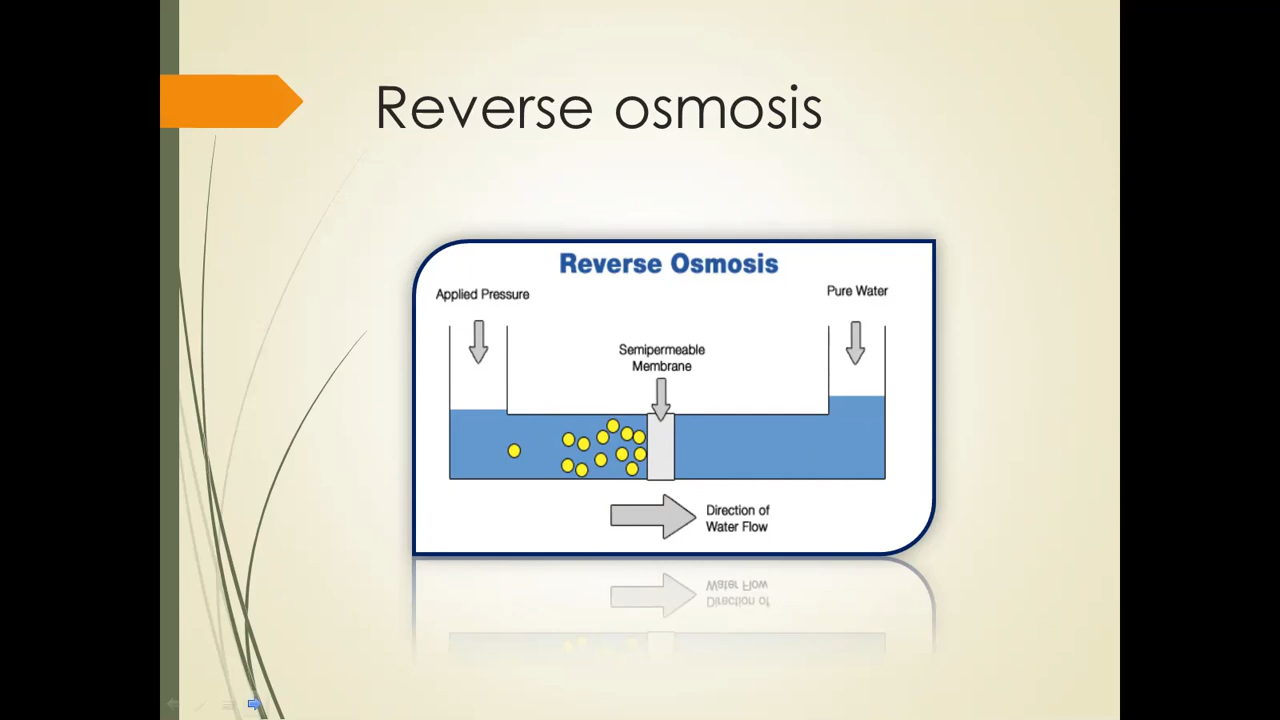 Reverse osmosis
Reverse Osmosis
Applied Pressure
Pure Water
Semipermeable
Membrane
Direction of
Water Flow